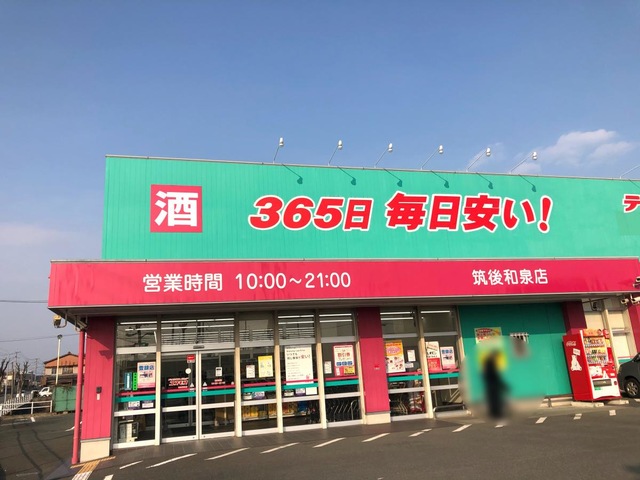 酒
365日 毎日安い!
デ
営業時間 10:00～21:00
筑後和泉店